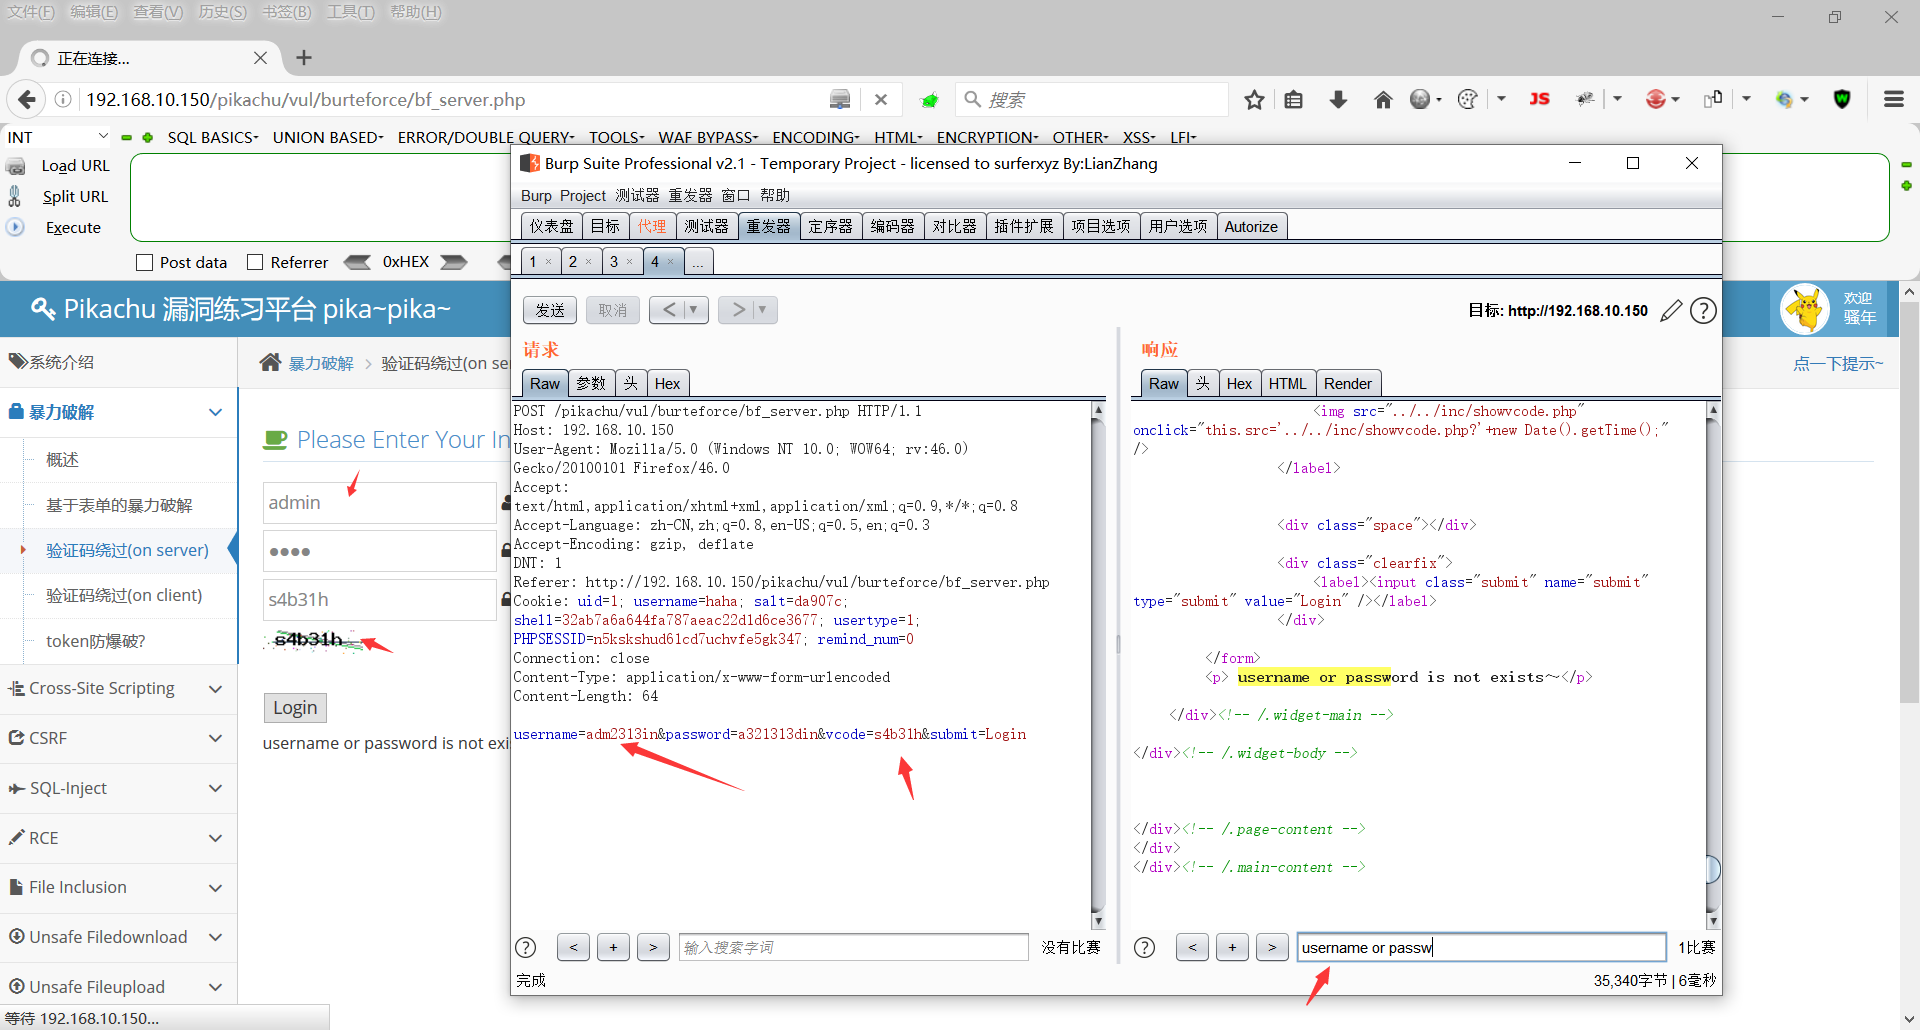 文件(F) 编辑(E) 查看(V) 历史(S) 书签(B) 工具(T) 帮助(H)
正在连接...
192.168.10.150/pikachu/vul/burteforce/bf_server.php
搜索
JS
INT
SQL BASICS UNION BASED ERROR/DOUBLE QUERY TOOLS WAF BYPASS ENCODING HTML ENCRYPTION OTHER XSS LFI
Load URL
Split URL
Execute
Post data Referrer 0xHEX
Pikachu 漏洞练习平台 pika~pika~
欢迎
骚年
系统介绍
暴力破解
概述
基于表单的暴力破解
验证码绕过(on server)
验证码绕过(on client)
token防爆破?
Cross-Site Scripting
CSRF
SQL-Inject
RCE
File Inclusion
Unsafe Filedownload
Unsafe Fileupload
等待 192.168.10.150...
暴力破解 验证码绕过(on se
点一下提示~
Please Enter Your In
admin
••••
s4b31h
s4b31h
Login
username or password is not exi
Burp Suite Professional v2.1 - Temporary Project - licensed to surferxyz By:LianZhang
Burp Project 测试器 重发器 窗口 帮助
仪表盘 目标 代理 测试器 重发器 定序器 编码器 对比器 插件扩展 项目选项 用户选项 Autorize
1 × 2 × 3 × 4 × ...
发送 取消 < >
目标: http://192.168.10.150
?
请求
Raw 参数 头 Hex
POST /pikachu/vul/burteforce/bf_server.php HTTP/1.1
Host: 192.168.10.150
User-Agent: Mozilla/5.0 (Windows NT 10.0; WOW64; rv:46.0)
Gecko/20100101 Firefox/46.0
Accept:
text/html,application/xhtml+xml,application/xml;q=0.9,*/*;q=0.8
Accept-Language: zh-CN,zh;q=0.8,en-US;q=0.5,en;q=0.3
Accept-Encoding: gzip, deflate
DNT: 1
Referer: http://192.168.10.150/pikachu/vul/burteforce/bf_server.php
Cookie: uid=1; username=haha; salt=da907c;
shell=32ab7a6a644fa787aeac22d1d6ce3677; usertype=1;
PHPSESSID=n5kskshud61cd7uchvfe5gk347; remind_num=0
Connection: close
Content-Type: application/x-www-form-urlencoded
Content-Length: 64
username=adm2313in&password=a321313din&vcode=s4b31h&submit=Login
? < + > 输入搜索字词 没有比赛
完成
响应
Raw 头 Hex HTML Render
<img src="../../inc/showvcode.php"
onclick="this.src='../../inc/showvcode.php?'+new Date().getTime();"
/>
</label>
<div class="space"></div>
<div class="clearfix">
<label><input class="submit" name="submit"
type="submit" value="Login" /></label>
</div>
</form>
<p> username or password is not exists~</p>
</div><!-- /.widget-main -->
</div><!-- /.widget-body -->
</div><!-- /.page-content -->
</div>
</div><!-- /.main-content -->
? < + > username or passw 1比赛
35,340字节 | 6毫秒